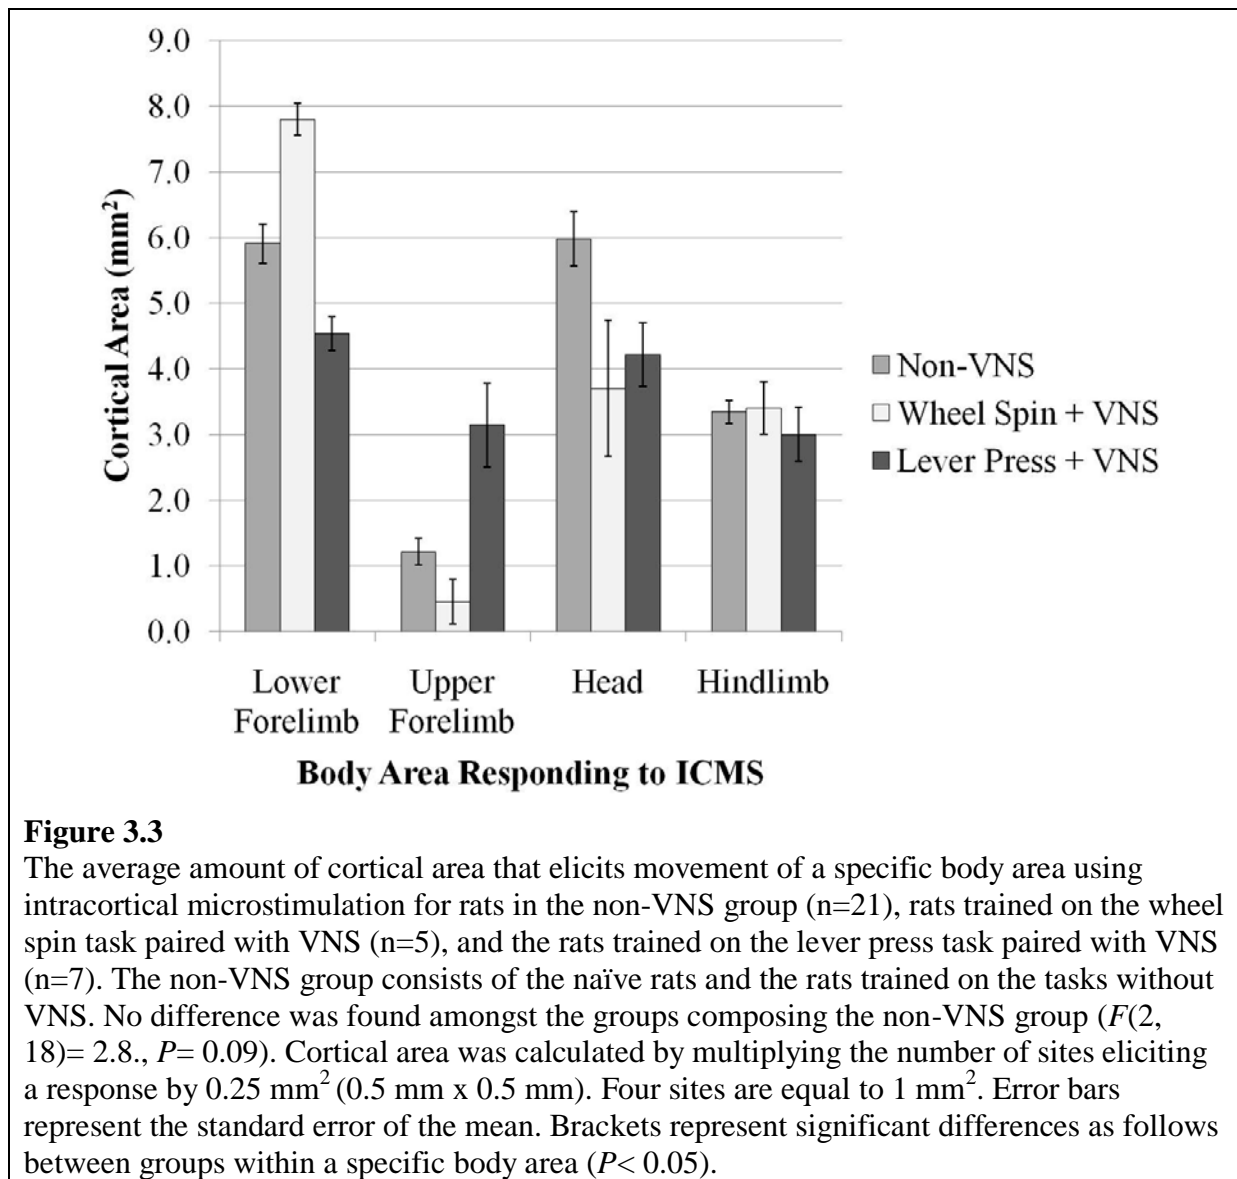 9.0
8.0
7.0
6.0
5.0
4.0
3.0
2.0
1.0
0.0
Cortical Area (mm²)
Non-VNS
Wheel Spin + VNS
Lever Press + VNS
Lower Forelimb
Upper Forelimb
Head
Hindlimb
Body Area Responding to ICMS
Figure 3.3
The average amount of cortical area that elicits movement of a specific body area using
intracortical microstimulation for rats in the non-VNS group (n=21), rats trained on the wheel
spin task paired with VNS (n=5), and the rats trained on the lever press task paired with VNS
(n=7). The non-VNS group consists of the naïve rats and the rats trained on the tasks without
VNS. No difference was found amongst the groups composing the non-VNS group (F(2,
18)= 2.8., P= 0.09). Cortical area was calculated by multiplying the number of sites eliciting
a response by 0.25 mm² (0.5 mm x 0.5 mm). Four sites are equal to 1 mm². Error bars
represent the standard error of the mean. Brackets represent significant differences as follows
between groups within a specific body area (P< 0.05).